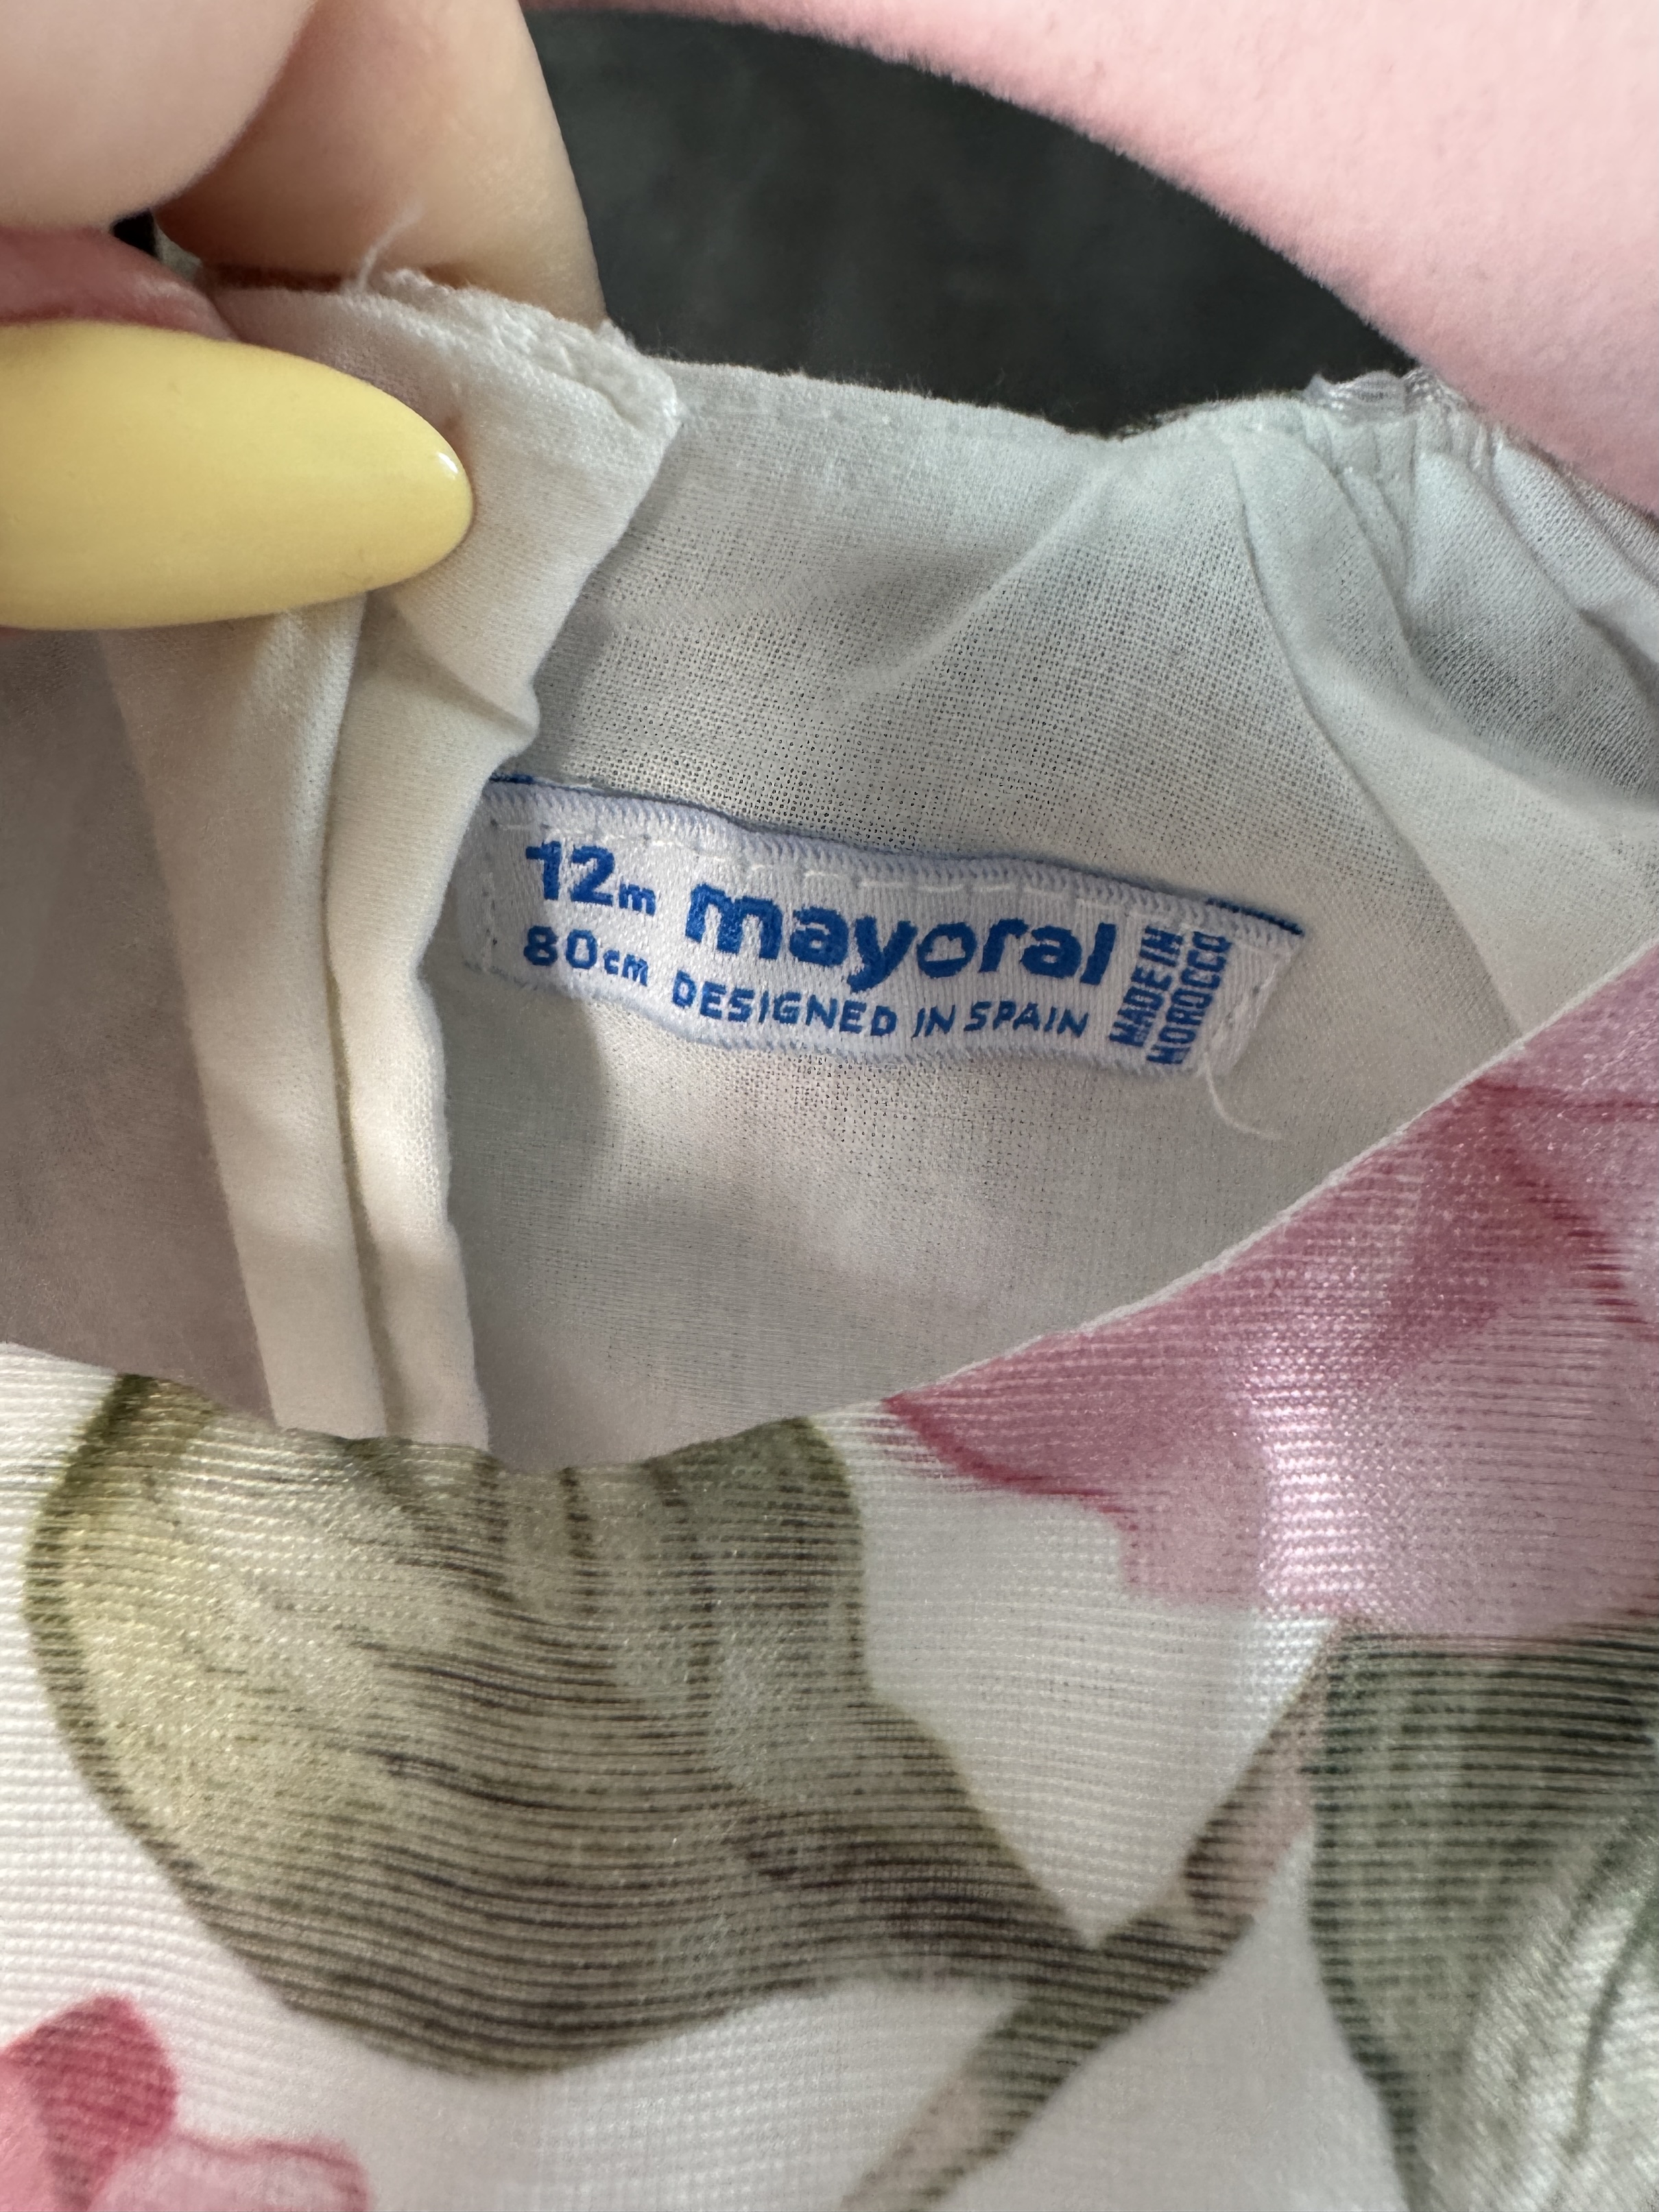 12m mayoral
80cm DESIGNED IN SPAIN
MADE IN
MOROCCO